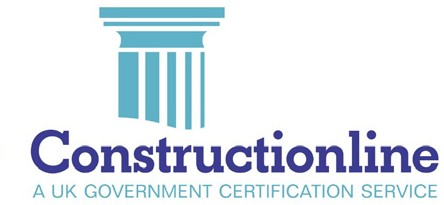 Constructionline
A UK GOVERNMENT CERTIFICATION SERVICE